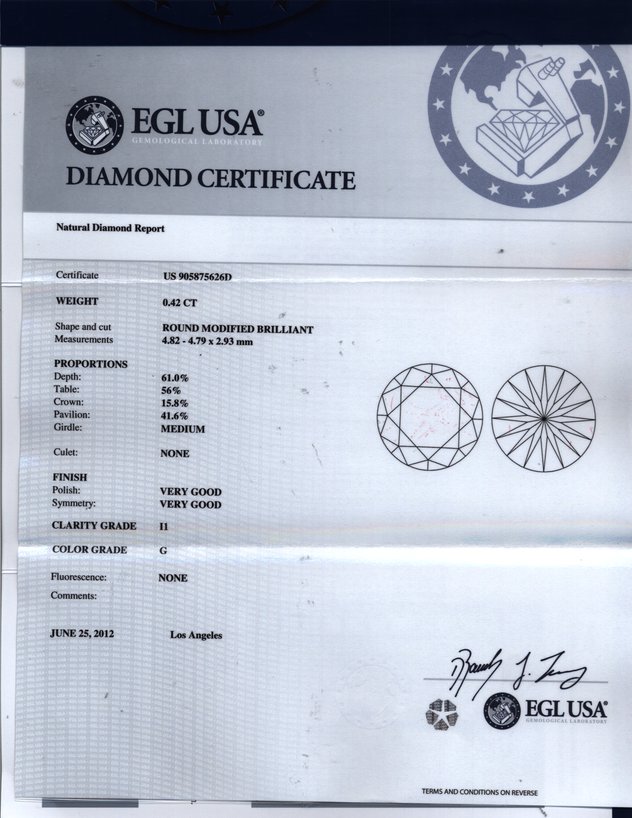 EGL USA®
GEMOLOGICAL LABORATORY
DIAMOND CERTIFICATE
Natural Diamond Report
Certificate US 905875626D
WEIGHT 0.42 CT
Shape and cut ROUND MODIFIED BRILLIANT
Measurements 4.82 - 4.79 x 2.93 mm
PROPORTIONS
Depth: 61.0%
Table: 56%
Crown: 15.8%
Pavilion: 41.6%
Girdle: MEDIUM
Culet: NONE
FINISH
Polish: VERY GOOD
Symmetry: VERY GOOD
CLARITY GRADE I1
COLOR GRADE G
Fluorescence: NONE
Comments:
JUNE 25, 2012 Los Angeles
EGL USA®
GEMOLOGICAL LABORATORY
TERMS AND CONDITIONS ON REVERSE